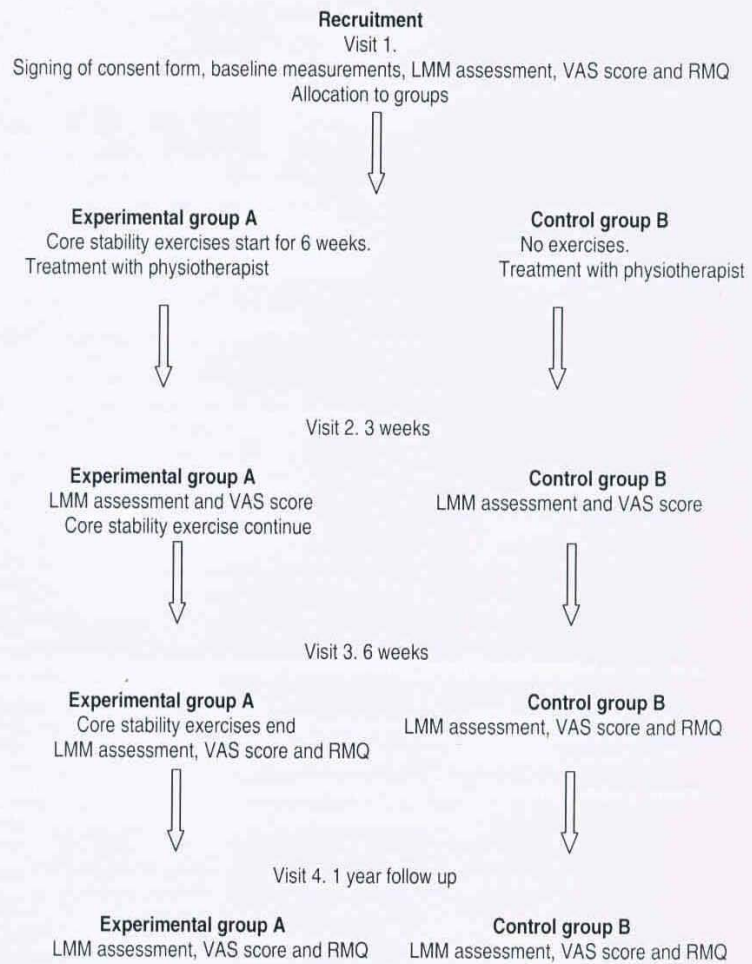 Recruitment
Visit 1.
Signing of consent form, baseline measurements, LMM assessment, VAS score and RMQ
Allocation to groups
Experimental group A
Core stability exercises start for 6 weeks.
Treatment with physiotherapist
Control group B
No exercises.
Treatment with physiotherapist
Visit 2. 3 weeks
Experimental group A
LMM assessment and VAS score
Core stability exercise continue
Control group B
LMM assessment and VAS score
Visit 3. 6 weeks
Experimental group A
Core stability exercises end
LMM assessment, VAS score and RMQ
Control group B
LMM assessment, VAS score and RMQ
Visit 4. 1 year follow up
Experimental group A
LMM assessment, VAS score and RMQ
Control group B
LMM assessment, VAS score and RMQ